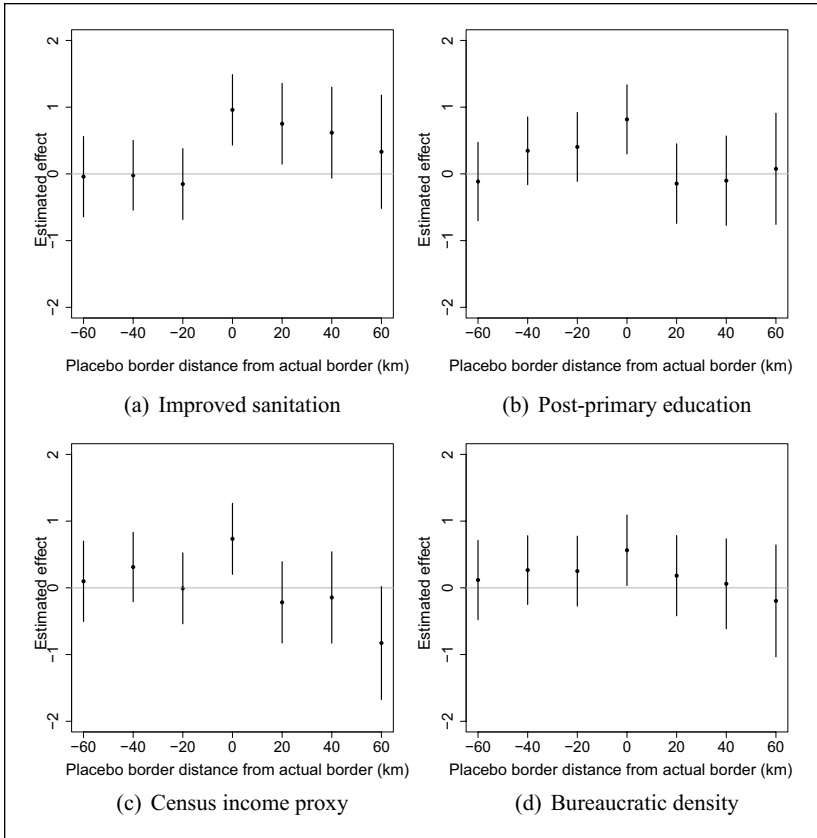 2
1
0
−1
−2
Estimated effect
−60 −40 −20 0 20 40 60
Placebo border distance from actual border (km)
(a) Improved sanitation
2
1
0
−1
−2
Estimated effect
−60 −40 −20 0 20 40 60
Placebo border distance from actual border (km)
(b) Post-primary education
2
1
0
−1
−2
Estimated effect
−60 −40 −20 0 20 40 60
Placebo border distance from actual border (km)
(c) Census income proxy
2
1
0
−1
−2
Estimated effect
−60 −40 −20 0 20 40 60
Placebo border distance from actual border (km)
(d) Bureaucratic density